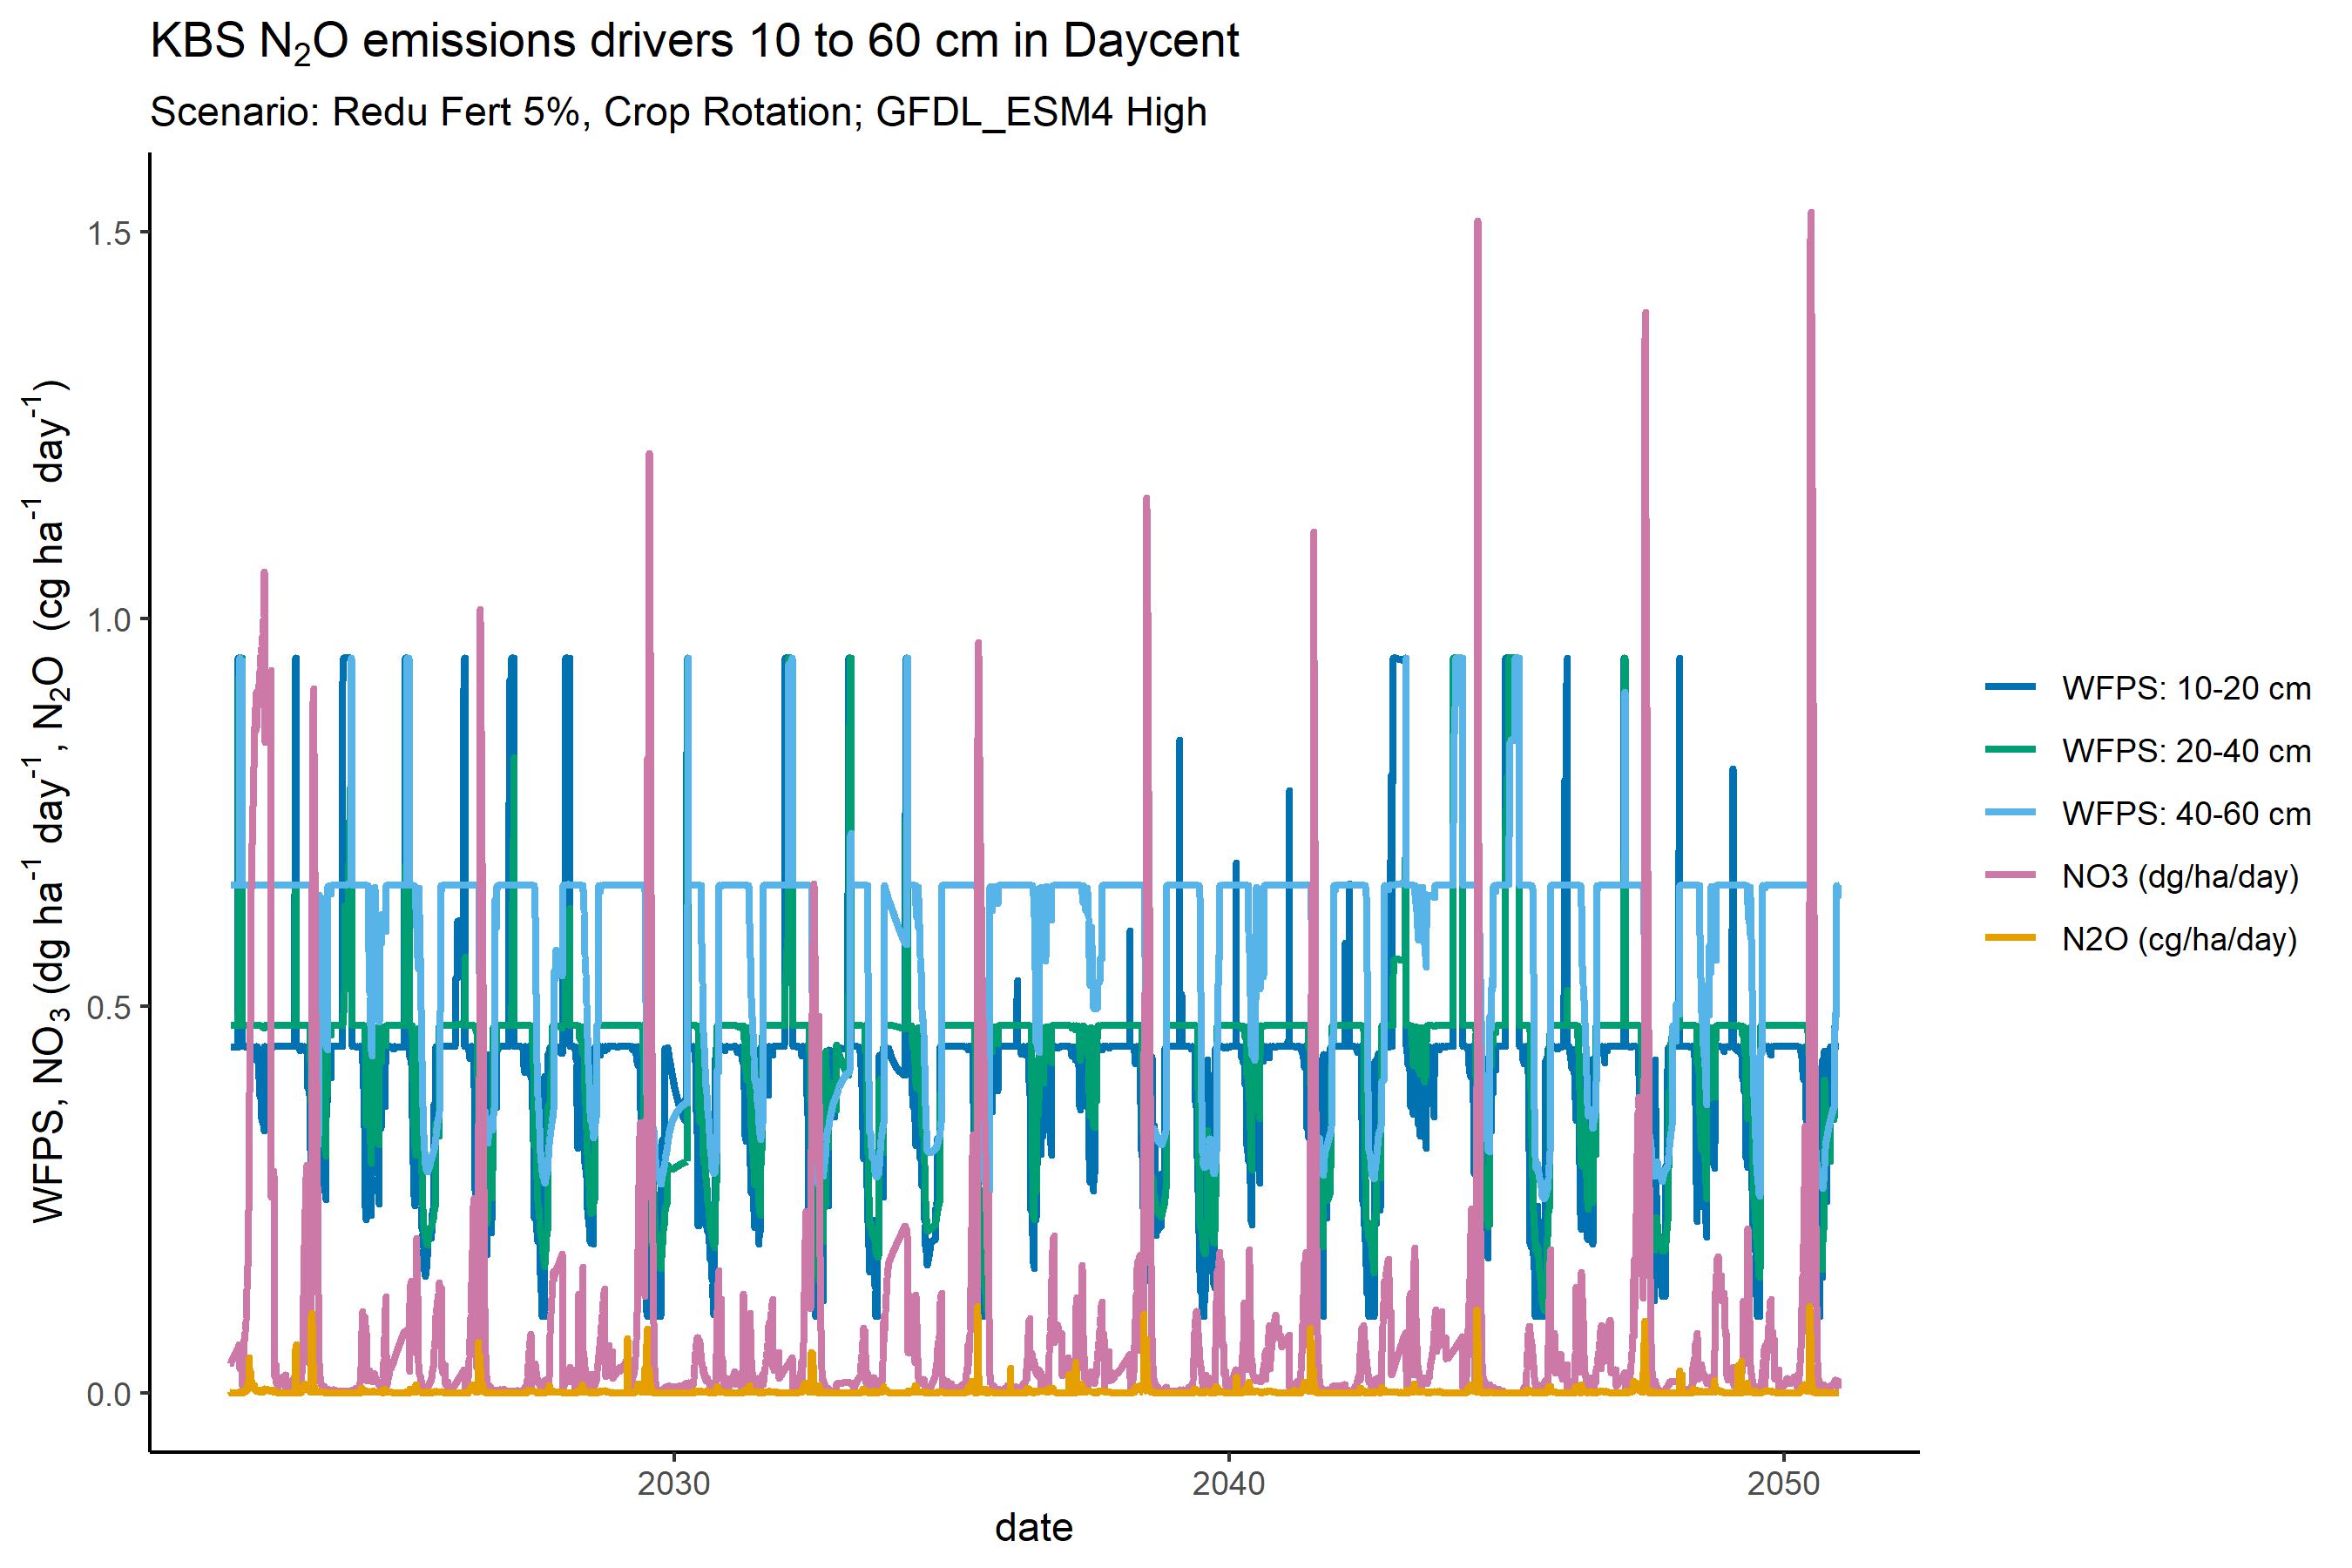 KBS N₂O emissions drivers 10 to 60 cm in Daycent
Scenario: Redu Fert 5%, Crop Rotation; GFDL_ESM4 High
WFPS, NO₃ (dg ha⁻¹ day⁻¹, N₂O (cg ha⁻¹ day⁻¹)
1.5
1.0
0.5
0.0
WFPS: 10-20 cm
WFPS: 20-40 cm
WFPS: 40-60 cm
NO3 (dg/ha/day)
N2O (cg/ha/day)
2030
2040
2050
date